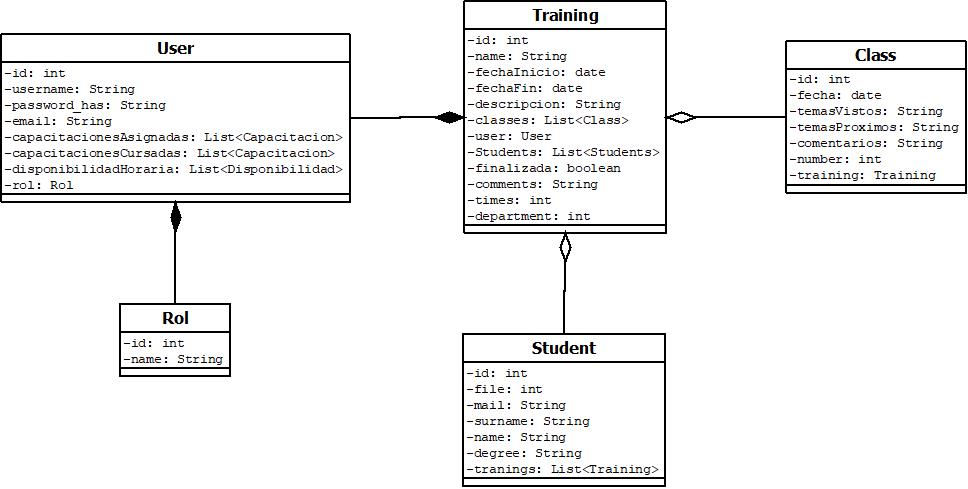 User
-id: int
-username: String
-password_has: String
-email: String
-capacitacionesAsignadas: List<Capacitacion>
-capacitacionesCursadas: List<Capacitacion>
-disponibilidadHoraria: List<Disponibilidad>
-rol: Rol
Training
-id: int
-name: String
-fechaInicio: date
-fechaFin: date
-descripcion: String
-classes: List<Class>
-user: User
-Students: List<Students>
-finalizada: boolean
-comments: String
-times: int
-department: int
Class
-id: int
-fecha: date
-temasVistos: String
-temasProximos: String
-comentarios: String
-number: int
-training: Training
Rol
-id: int
-name: String
Student
-id: int
-file: int
-mail: String
-surname: String
-name: String
-degree: String
-tranings: List<Training>